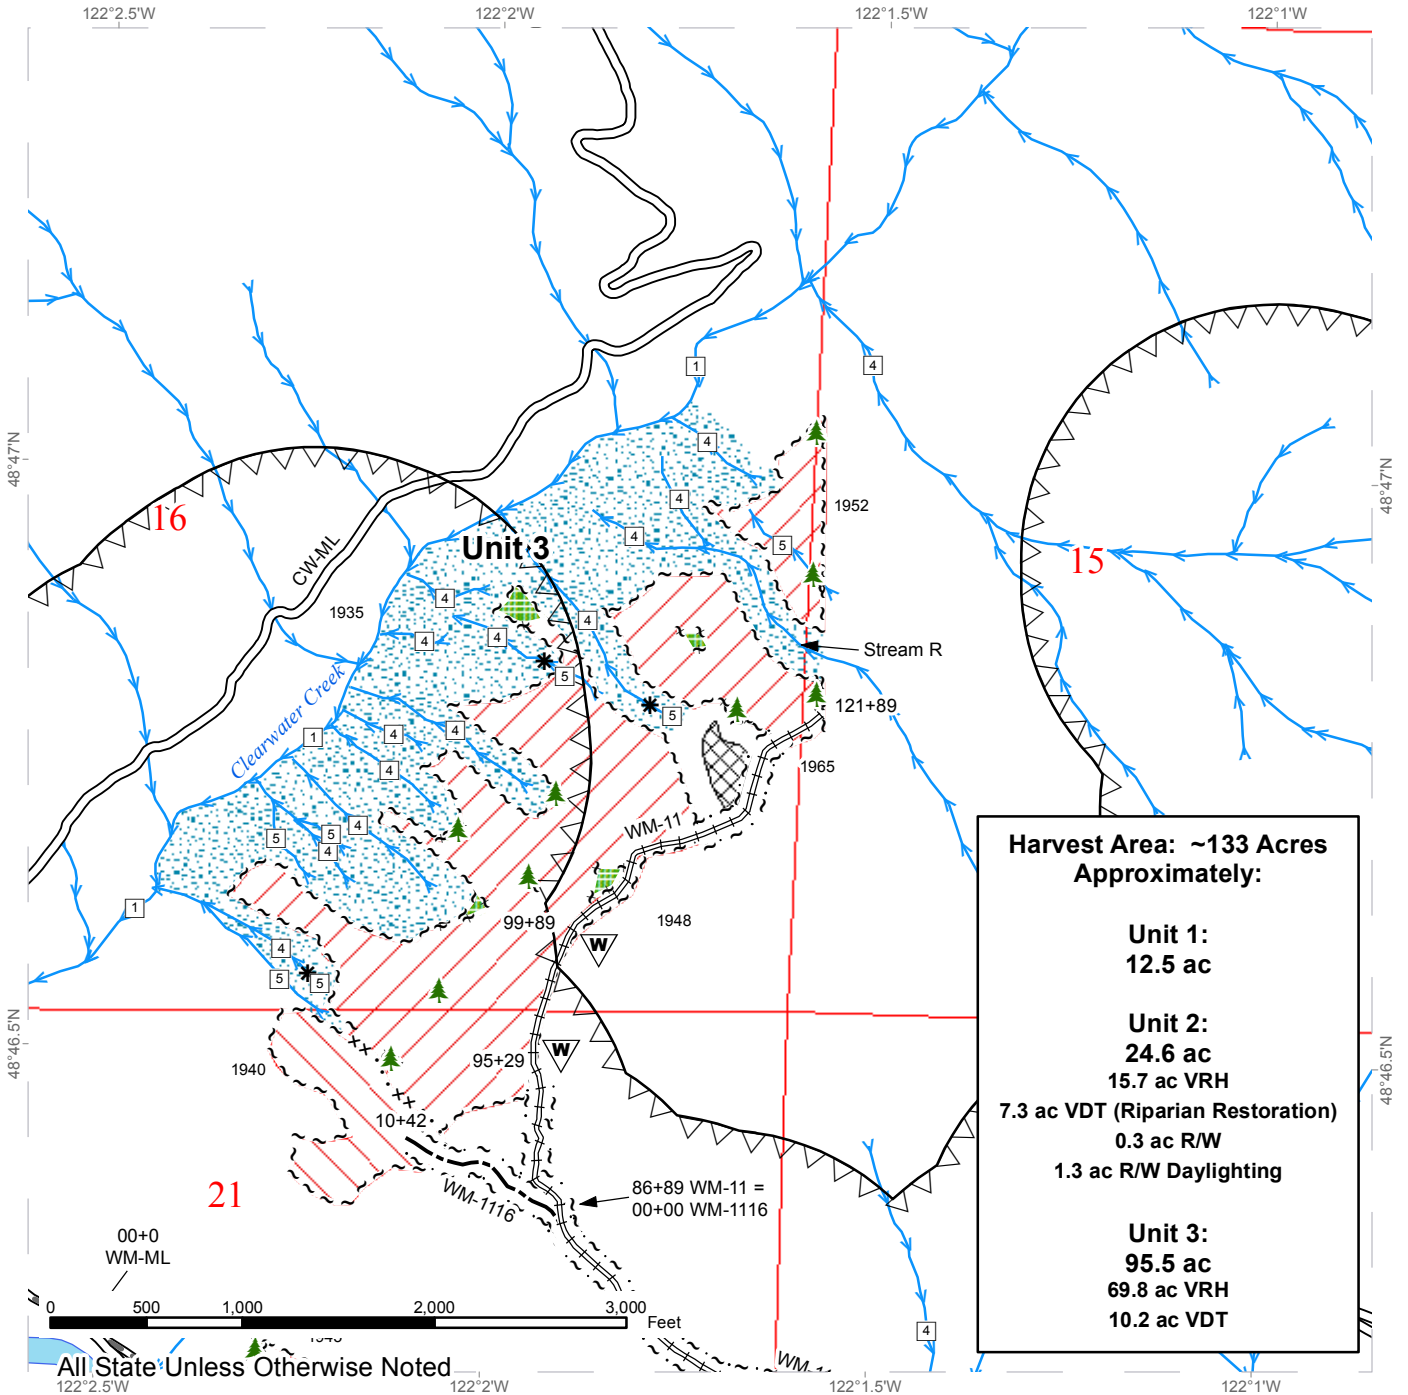 122°2.5'W
122°2'W
122°1.5'W
122°1'W
1
4
4
48°47'N
48°47'N
4
16
1952
4
5
Unit 3
CW-ML
15
4
1935
4
4
4
Stream R
5
Clearwater Creek
121+89
5
1
4
4
1965
4
WM-11
5
5
4
4
Harvest Area: ~133 Acres
Approximately:
Unit 1:
12.5 ac
Unit 2:
24.6 ac
15.7 ac VRH
7.3 ac VDT (Riparian Restoration)
0.3 ac R/W
1.3 ac R/W Daylighting
Unit 3:
95.5 ac
69.8 ac VRH
10.2 ac VDT
1
99+89
1948
W
4
5
5
48°46.5'N
48°46.5'N
W
95+29
1940
10+42
21
86+89 WM-11 =
00+00 WM-1116
WM-1116
00+0
WM-ML
0
500
1,000
2,000
3,000
Feet
4
All State Unless Otherwise Noted
122°2.5'W
122°2'W
122°1.5'W
122°1'W